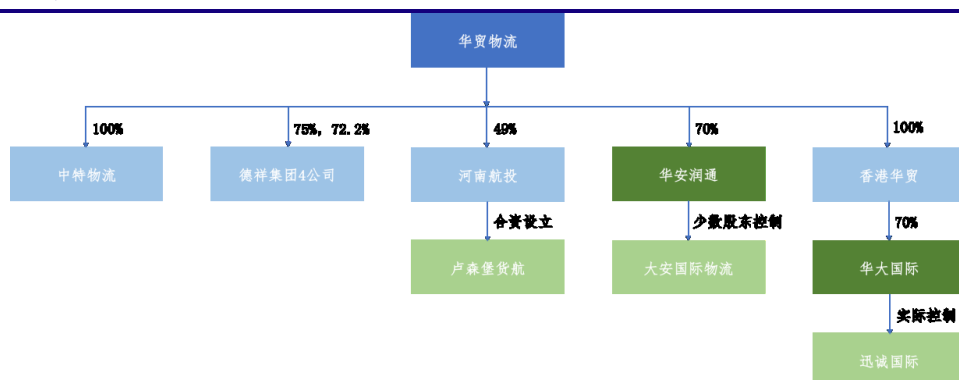 华贸物流
100%
75%, 72.2%
49%
70%
100%
中特物流
德祥集团4公司
河南航投
华安润通
香港华贸
合资设立
少数股东控制
70%
卢森堡货航
大安国际物流
华大国际
实际控制
迅诚国际